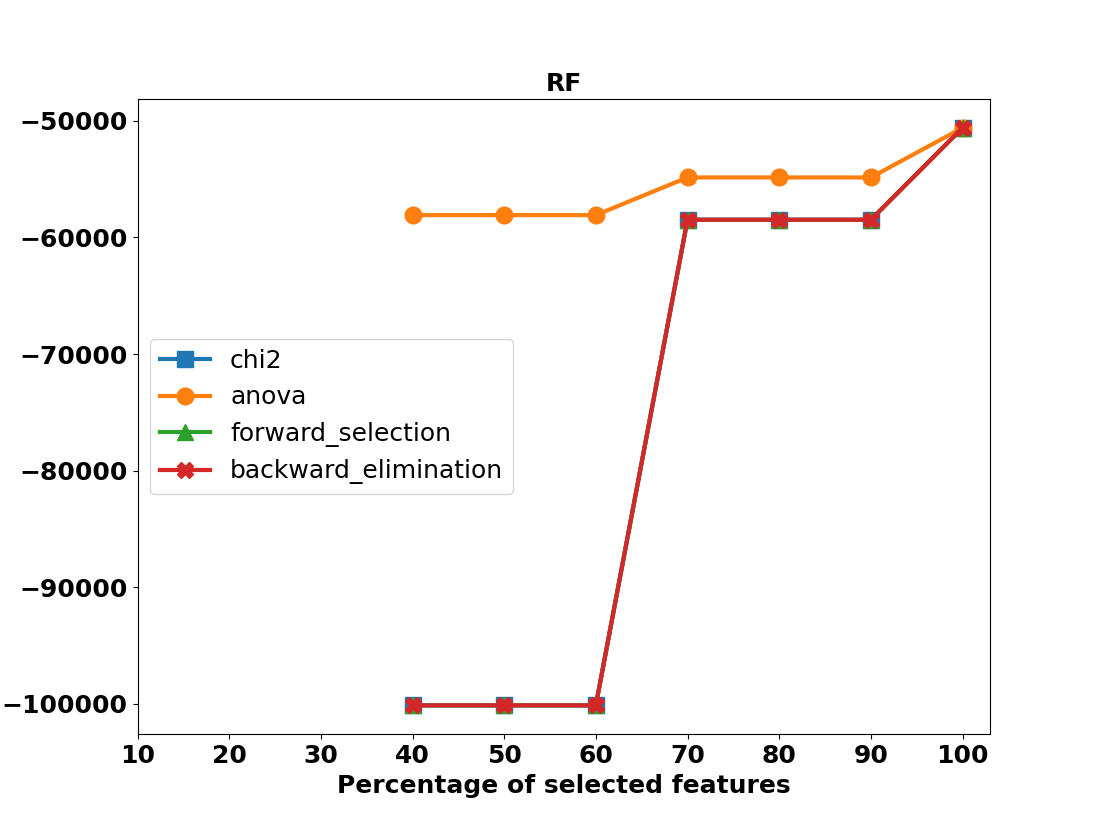 RF
−50000
−60000
−70000
−80000
−90000
−100000
chi2
anova
forward_selection
backward_elimination
10 20 30 40 50 60 70 80 90 100
Percentage of selected features